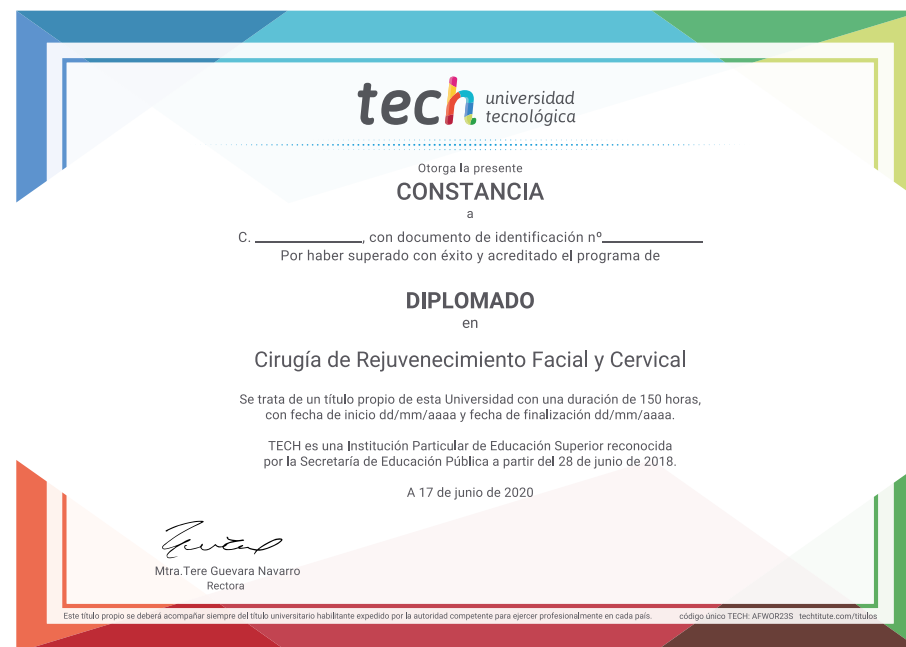 tech universidad
tecnológica
Otorga la presente
CONSTANCIA
a
C. ____________, con documento de identificación nº____________
Por haber superado con éxito y acreditado el programa de
DIPLOMADO
en
Cirugía de Rejuvenecimiento Facial y Cervical
Se trata de un título propio de esta Universidad con una duración de 150 horas,
con fecha de inicio dd/mm/aaaa y fecha de finalización dd/mm/aaaa.
TECH es una Institución Particular de Educación Superior reconocida
por la Secretaría de Educación Pública a partir del 28 de junio de 2018.
A 17 de junio de 2020
Mtra.Tere Guevara Navarro
Rectora
Este título propio se deberá acompañar siempre del título universitario habilitante expedido por la autoridad competente para ejercer profesionalmente en cada país. código único TECH: AFWOR23S techtitute.com/titulos